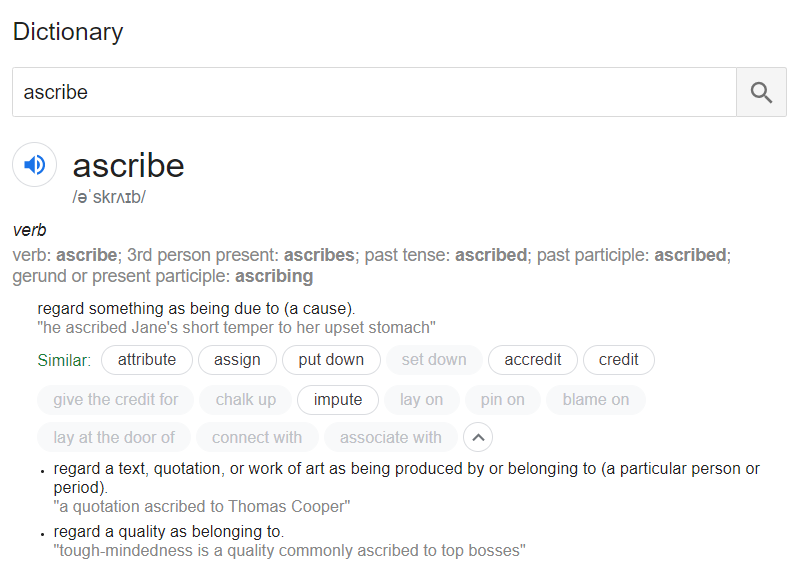 Dictionary
ascribe
ascribe
/əˈskrʌɪb/
verb
verb: ascribe; 3rd person present: ascribes; past tense: ascribed; past participle: ascribed;
gerund or present participle: ascribing
regard something as being due to (a cause).
"he ascribed Jane's short temper to her upset stomach"
Similar: attribute assign put down set down accredit credit
give the credit for chalk up impute lay on pin on blame on
lay at the door of connect with associate with
• regard a text, quotation, or work of art as being produced by or belonging to (a particular person or
period).
"a quotation ascribed to Thomas Cooper"
• regard a quality as belonging to.
"tough-mindedness is a quality commonly ascribed to top bosses"